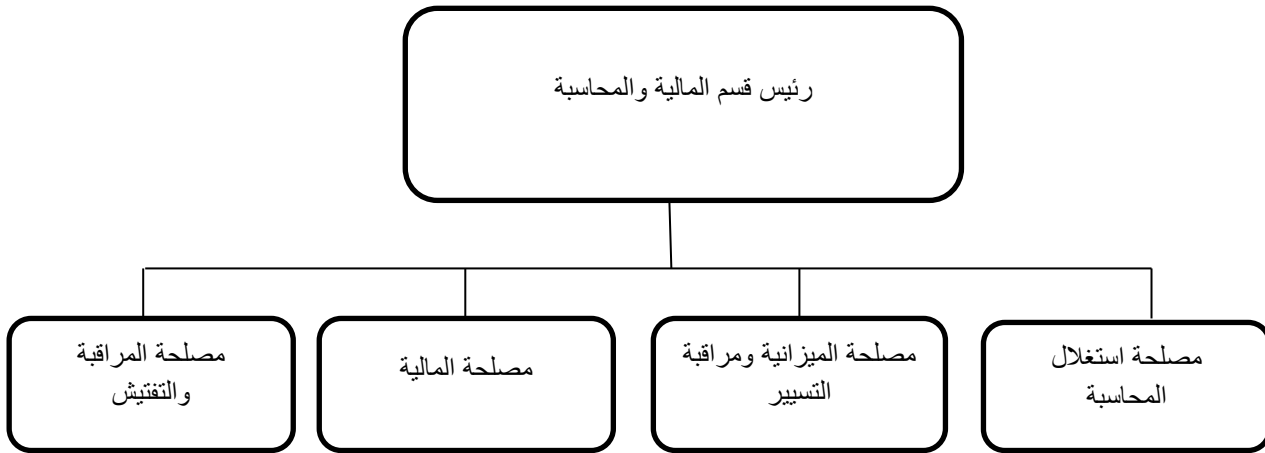 رئيس قسم المالية والمحاسبة
مصلحة استغلال
المحاسبة
مصلحة الميزانية ومراقبة
التسيير
مصلحة المالية
مصلحة المراقبة
والتفتيش